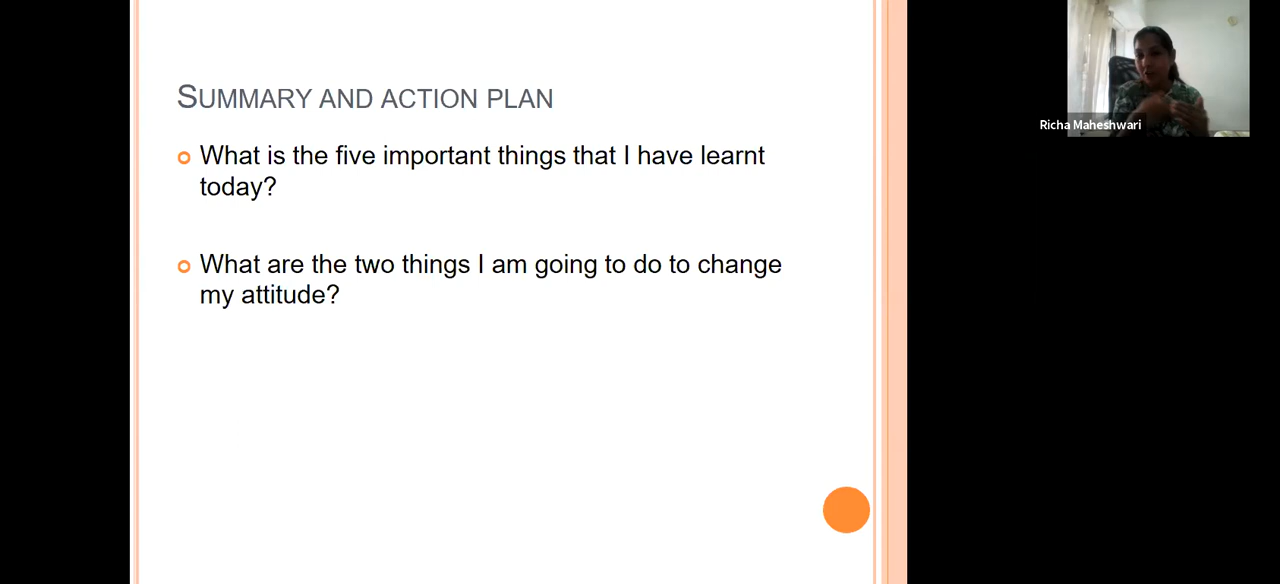 SUMMARY AND ACTION PLAN
What is the five important things that I have learnt
today?
What are the two things I am going to do to change
my attitude?
Richa Maheshwari